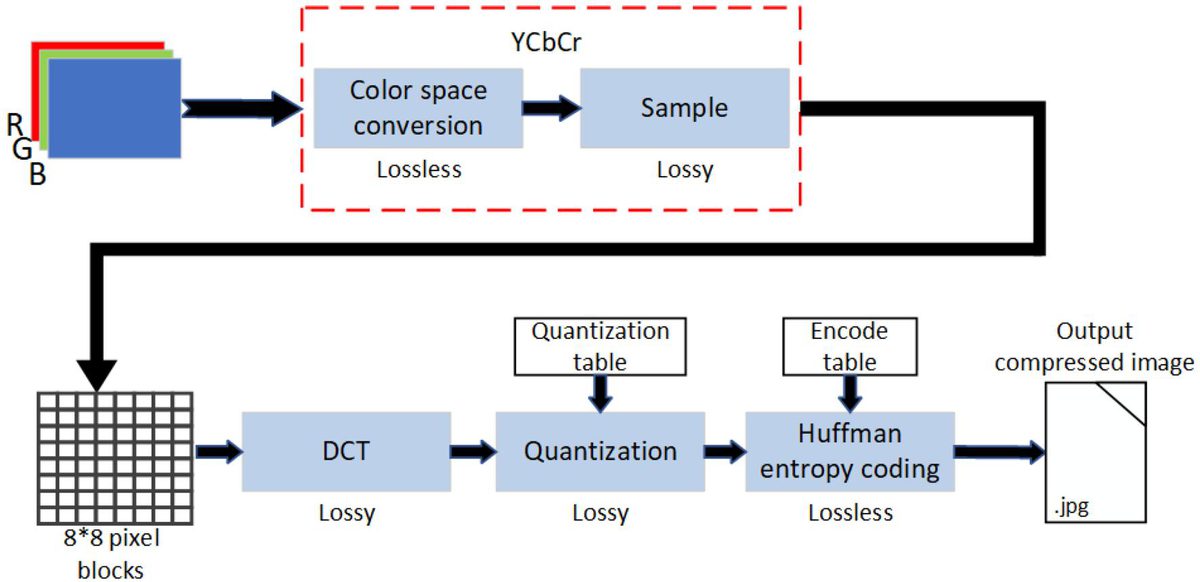 R
G
B
YCbCr
Color space
conversion
Sample
Lossless
Lossy
Quantization
table
Encode
table
Output
compressed image
DCT
Quantization
Huffman
entropy coding
.jpg
Lossy
Lossy
Lossless
8*8 pixel
blocks